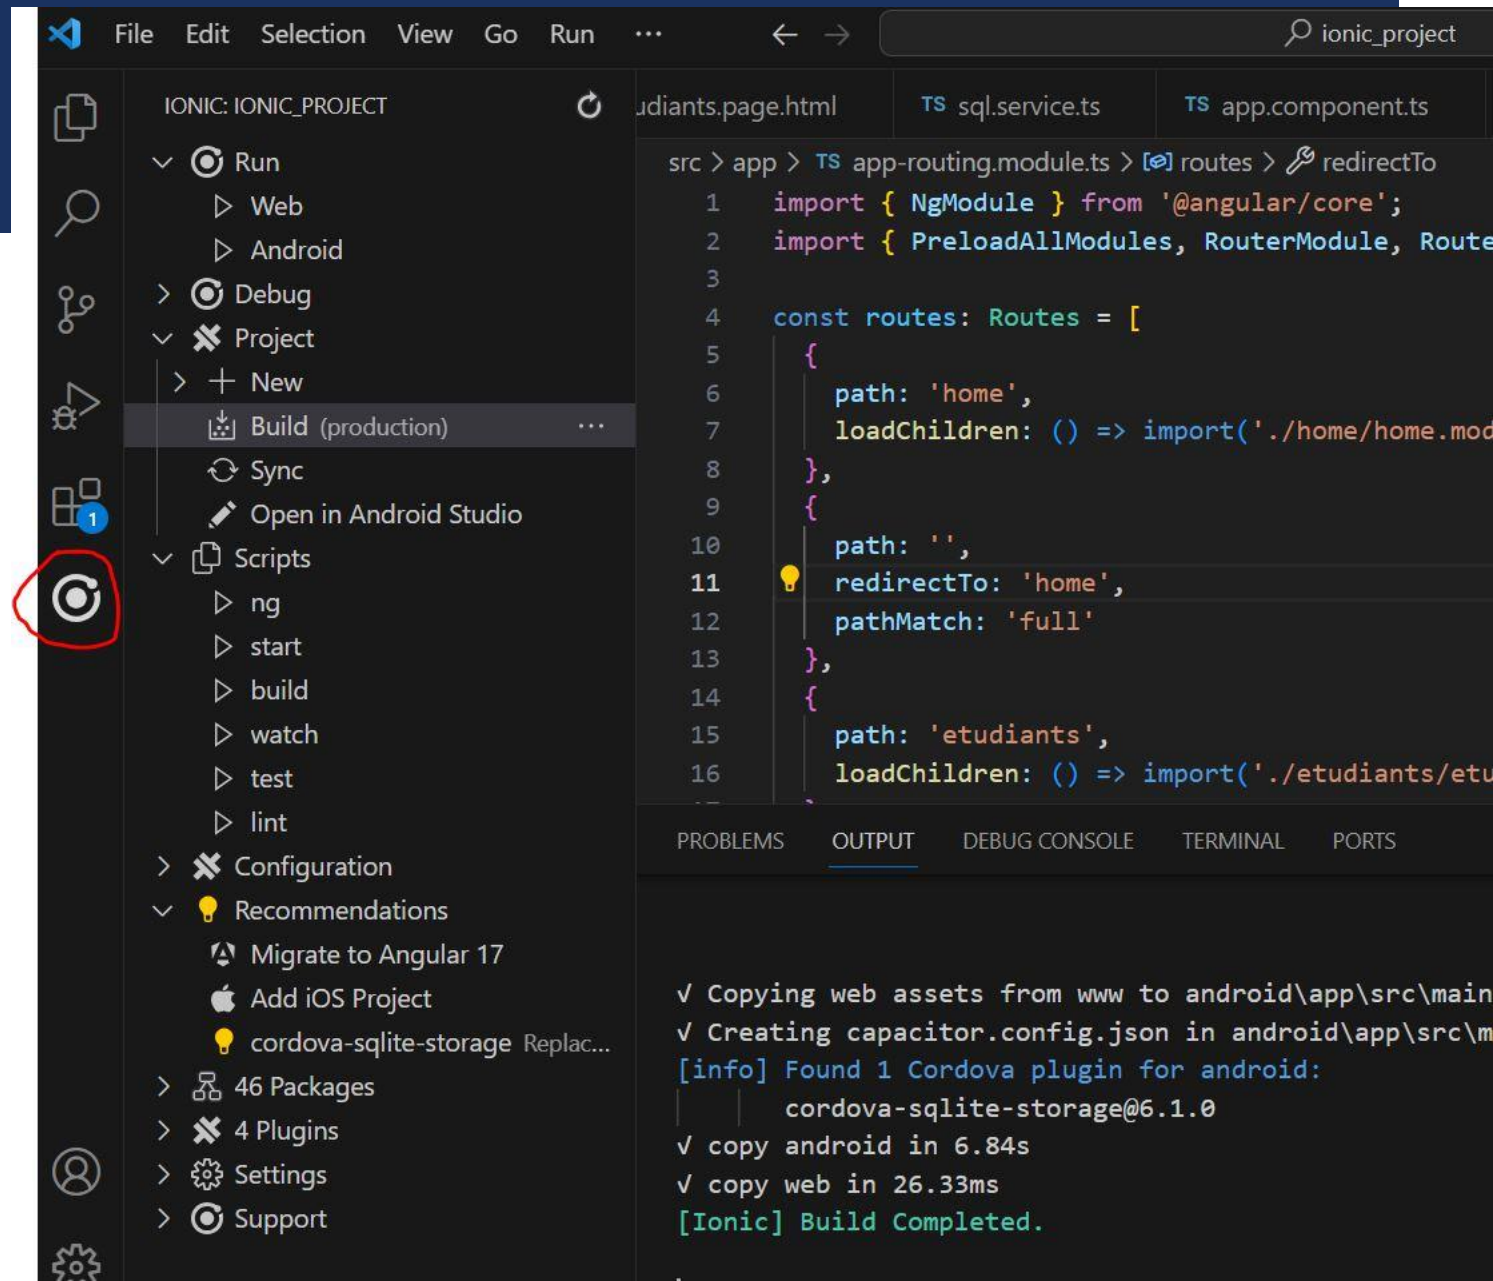 File Edit Selection View Go Run ··· ← → ionic_project
IONIC: IONIC_PROJECT
Run
Web
Android
Debug
Project
New
Build (production) ···
Sync
Open in Android Studio
Scripts
ng
start
build
watch
test
lint
Configuration
Recommendations
Migrate to Angular 17
Add iOS Project
cordova-sqlite-storage Replac...
46 Packages
4 Plugins
Settings
Support
1
udiants.page.html TS sql.service.ts TS app.component.ts
src > app > TS app-routing.module.ts > routes > redirectTo
1 import { NgModule } from '@angular/core';
2 import { PreloadAllModules, RouterModule, Route
3
4 const routes: Routes = [
5 {
6 path: 'home',
7 loadChildren: () => import('./home/home.mod
8 },
9 {
10 path: '',
11 redirectTo: 'home',
12 pathMatch: 'full'
13 },
14 {
15 path: 'etudiants',
16 loadChildren: () => import('./etudiants/etu
PROBLEMS OUTPUT DEBUG CONSOLE TERMINAL PORTS
√ Copying web assets from www to android\app\src\main
√ Creating capacitor.config.json in android\app\src\m
[info] Found 1 Cordova plugin for android:
cordova-sqlite-storage@6.1.0
√ copy android in 6.84s
√ copy web in 26.33ms
[Ionic] Build Completed.